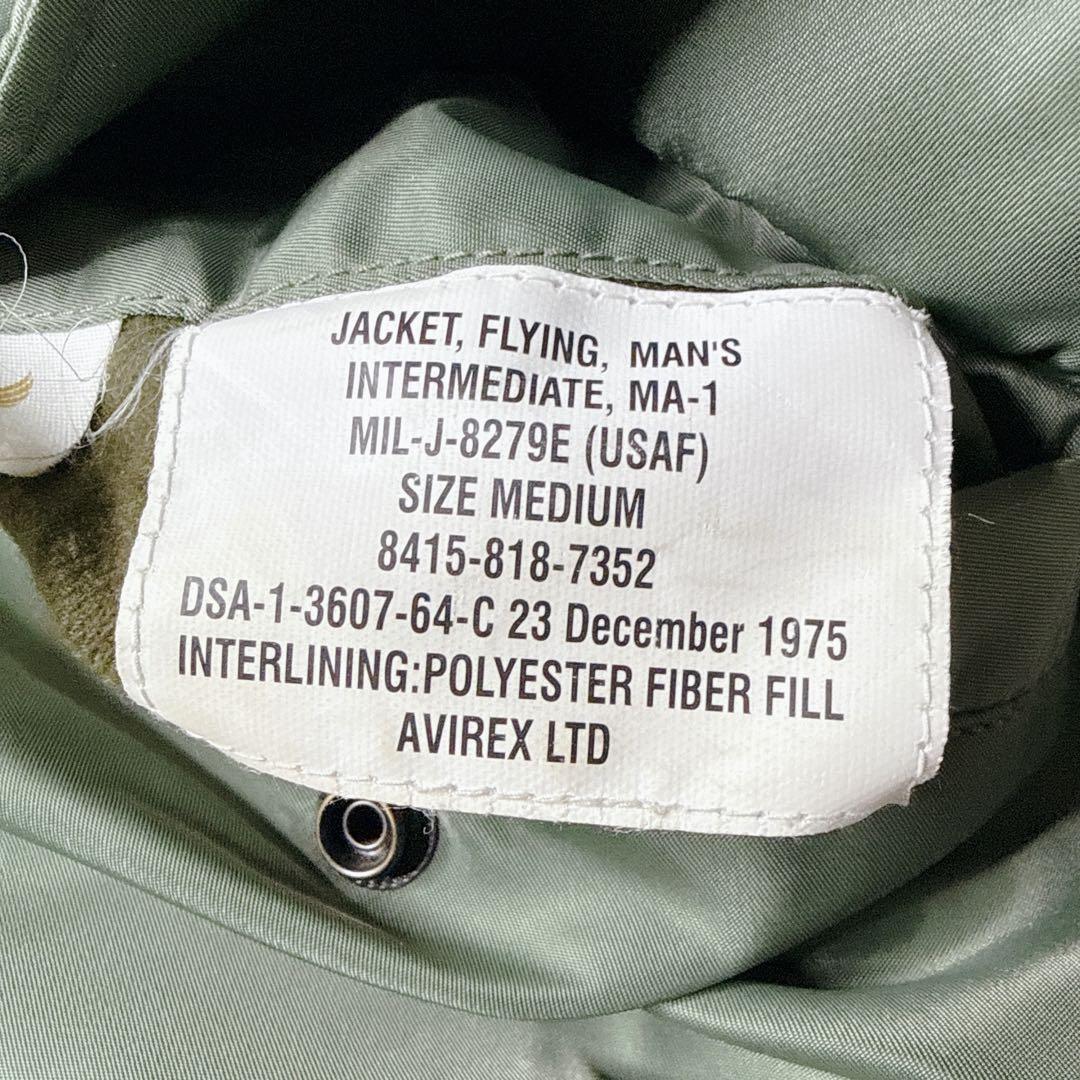 JACKET, FLYING, MAN'S
INTERMEDIATE, MA-1
MIL-J-8279E (USAF)
SIZE MEDIUM
8415-818-7352
DSA-1-3607-64-C 23 December 1975
INTERLINING:POLYESTER FIBER FILL
AVIREX LTD